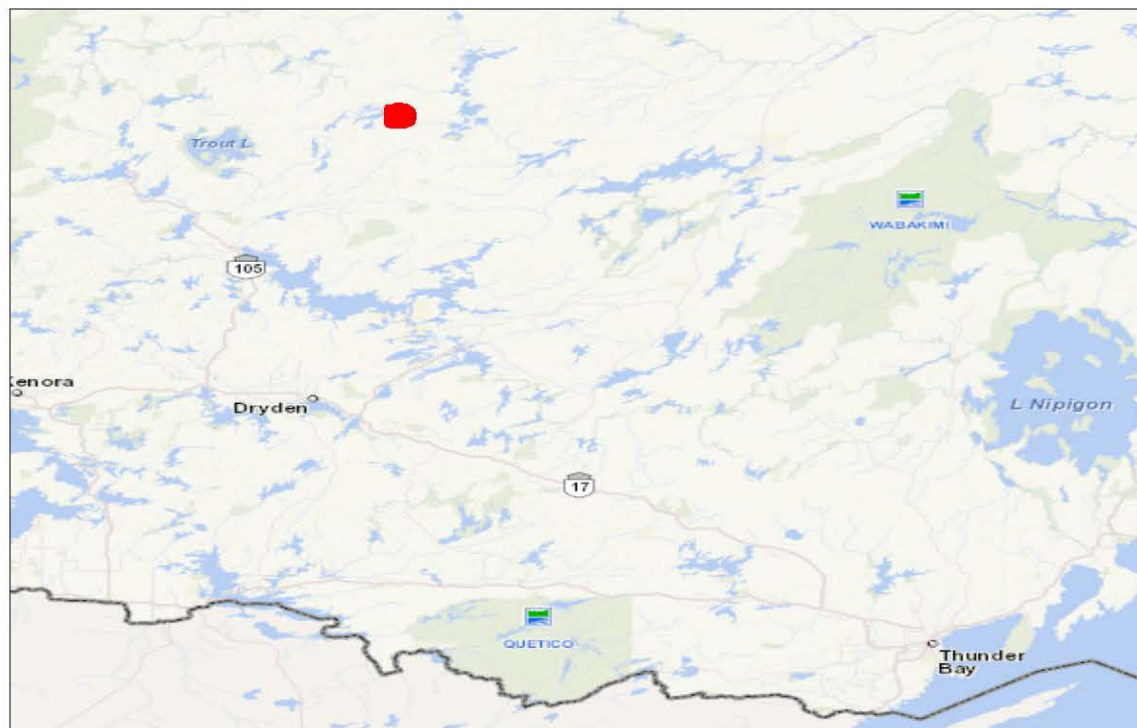 Trout L
WABAKIMI
105
Kenora
L Nipigon
Dryden
17
QUETICO
Thunder
Bay